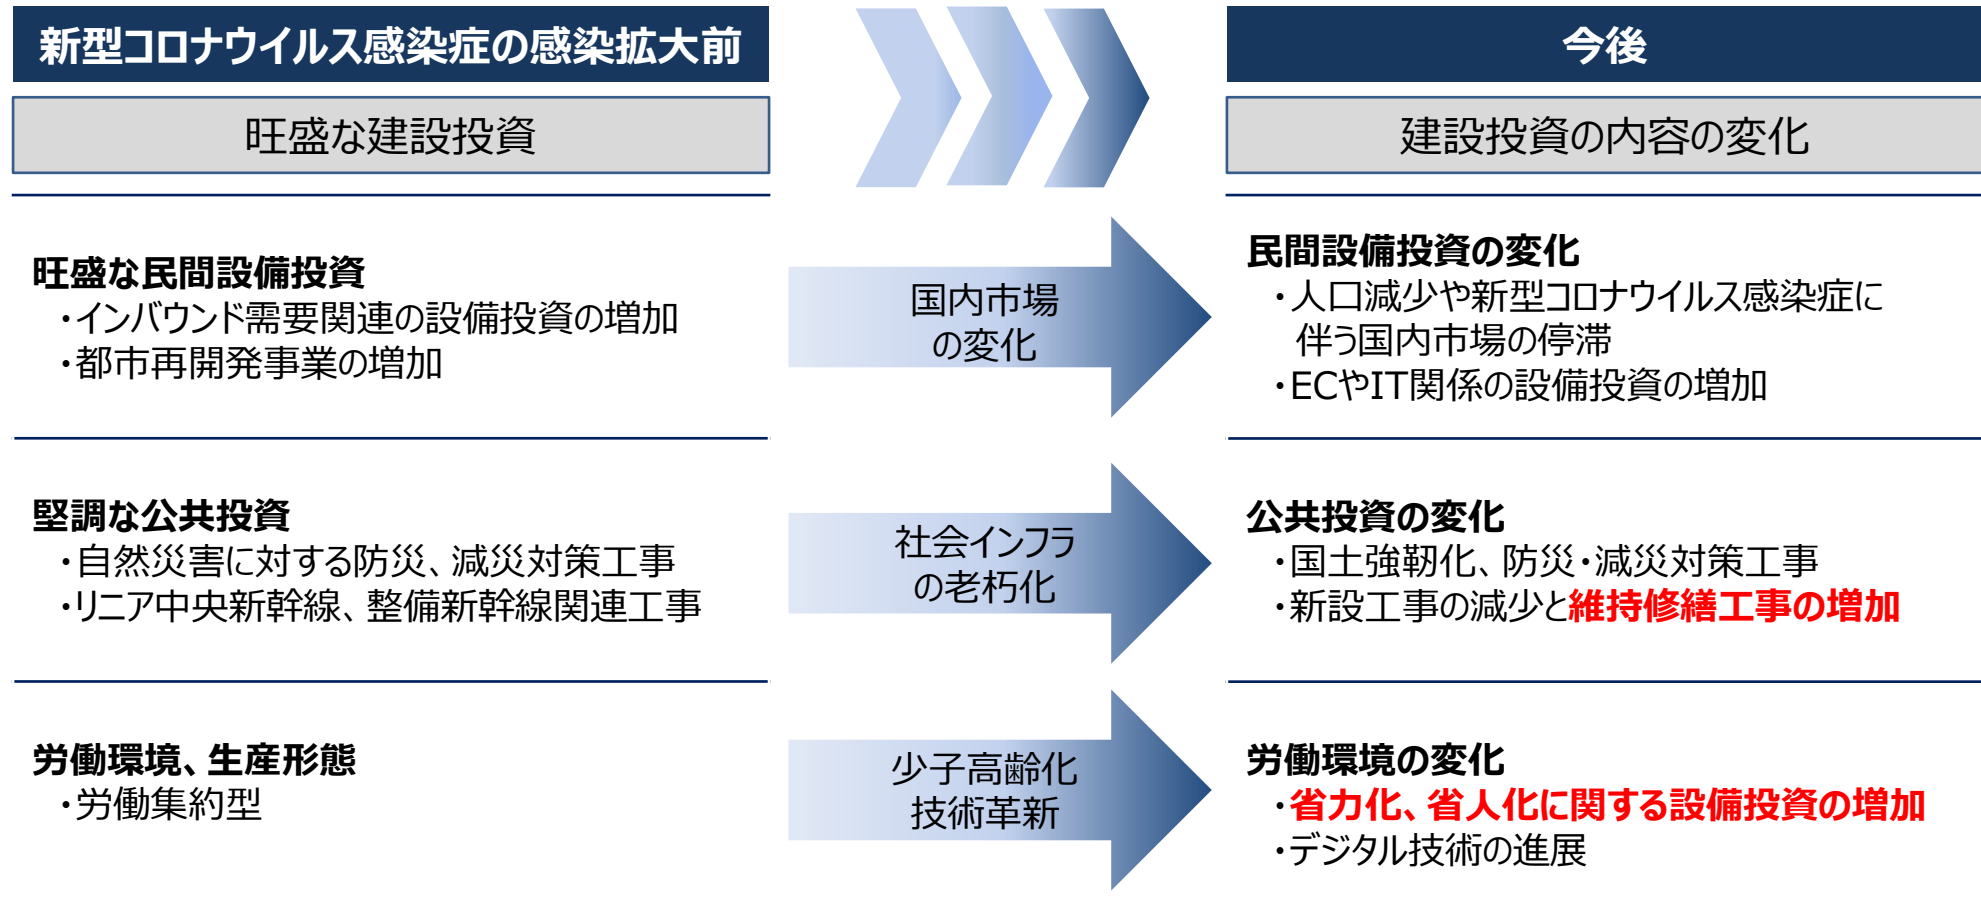 新型コロナウイルス感染症の感染拡大前
今後
旺盛な建設投資
建設投資の内容の変化
旺盛な民間設備投資
・インバウンド需要関連の設備投資の増加
・都市再開発事業の増加
国内市場
の変化
民間設備投資の変化
・人口減少や新型コロナウイルス感染症に
伴う国内市場の停滞
・ECやIT関係の設備投資の増加
堅調な公共投資
・自然災害に対する防災、減災対策工事
・リニア中央新幹線、整備新幹線関連工事
社会インフラ
の老朽化
公共投資の変化
・国土強靭化、防災・減災対策工事
・新設工事の減少と維持修繕工事の増加
労働環境、生産形態
・労働集約型
少子高齢化
技術革新
労働環境の変化
・省力化、省人化に関する設備投資の増加
・デジタル技術の進展